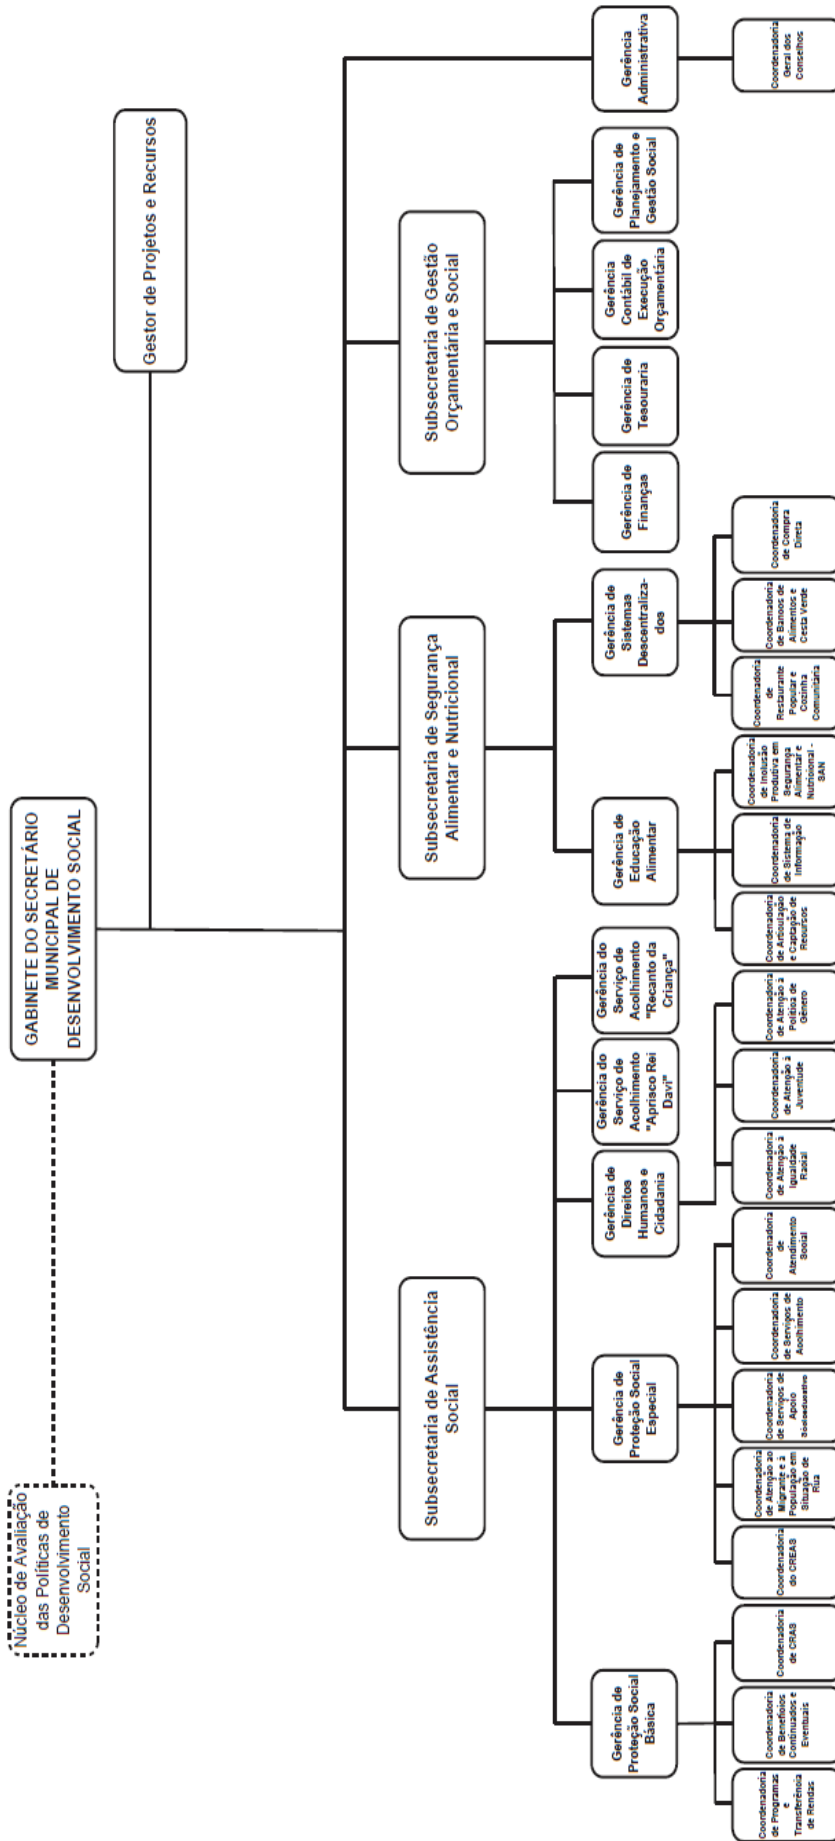 GABINETE DO SECRETÁRIO
MUNICIPAL DE
DESENVOLVIMENTO SOCIAL
Núcleo de Avaliação
das Políticas de
Desenvolvimento
Social
Gestor de Projetos e Recursos
Subsecretaria de Assistência
Social
Subsecretaria de Segurança
Alimentar e Nutricional
Subsecretaria de Gestão
Orçamentária e Social
Gerência de
Proteção Social
Básica
Gerência de
Proteção Social
Especial
Gerência de
Direitos
Humanos e
Cidadania
Gerência do
Serviço de
Acolhimento
"Aprisco Rei
Davi"
Gerência do
Serviço de
Acolhimento
"Recanto da
Criança"
Gerência de
Educação
Alimentar
Gerência de
Sistemas
Descentraliza-
dos
Gerência de
Finanças
Gerência de
Tesouraria
Gerência
Contábil de
Execução
Orçamentária
Gerência de
Planejamento e
Gestão Social
Gerência
Administrativa
Coordenadoria
de Programas
e
Transferência
de Rendas
Coordenadoria
de Benefícios
Continuados e
Eventuais
Coordenadoria
de CRAS
Coordenadoria
do CREAS
Coordenadoria
de Atenção ao
Migrante e à
População em
Situação de
Rua
Coordenadoria
de Serviços de
Apoio
Sócioeducativo
Coordenadoria
de Serviços de
Acolhimento
Coordenadoria
de
Atendimento
Social
Coordenadoria
de Atenção à
Igualdade
Racial
Coordenadoria
de Atenção à
Juventude
Coordenadoria
de Atenção à
Política de
Gênero
Coordenadoria
de Articulação
e Captação de
Recursos
Coordenadoria
de Sistema de
Informação
Coordenadoria
de Inclusão
Produtiva em
Segurança
Alimentar e
Nutricional -
SAN
Coordenadoria
de
Restaurante
Popular e
Cozinha
Comunitária
Coordenadoria
de Bancos de
Alimentos e
Cesta Verde
Coordenadoria
de Compra
Direta
Coordenadoria
Geral dos
Conselhos